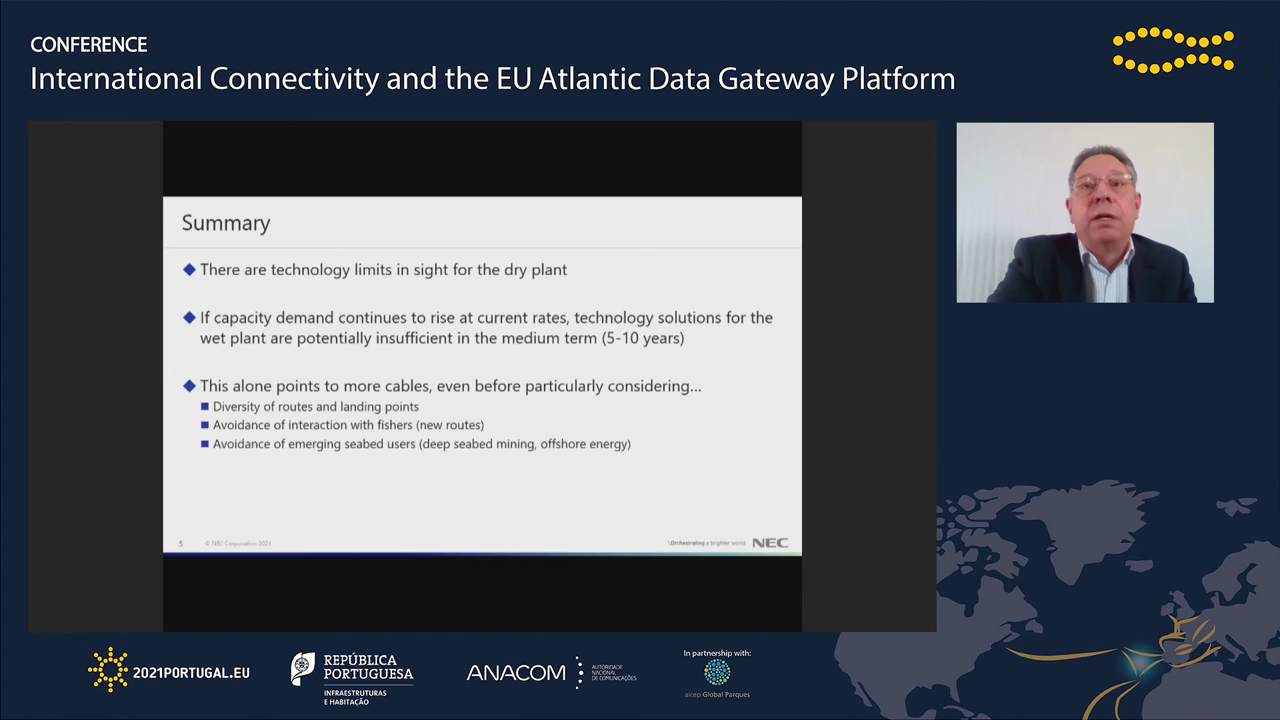 CONFERENCE
International Connectivity and the EU Atlantic Data Gateway Platform
Summary
There are technology limits in sight for the dry plant
If capacity demand continues to rise at current rates, technology solutions for the
wet plant are potentially insufficient in the medium term (5-10 years)
This alone points to more cables, even before particularly considering...
Diversity of routes and landing points
Avoidance of interaction with fishers (new routes)
Avoidance of emerging seabed users (deep seabed mining, offshore energy)
5 © NEC Corporation 2021
\Orchestrating a brighter world NEC
2021PORTUGAL.EU
REPÚBLICA
PORTUGUESA
INFRAESTRUTURAS
E HABITAÇÃO
ANACOM
AUTORIDADE
NACIONAL
DE COMUNICAÇÕES
In partnership with:
aicep Global Parques